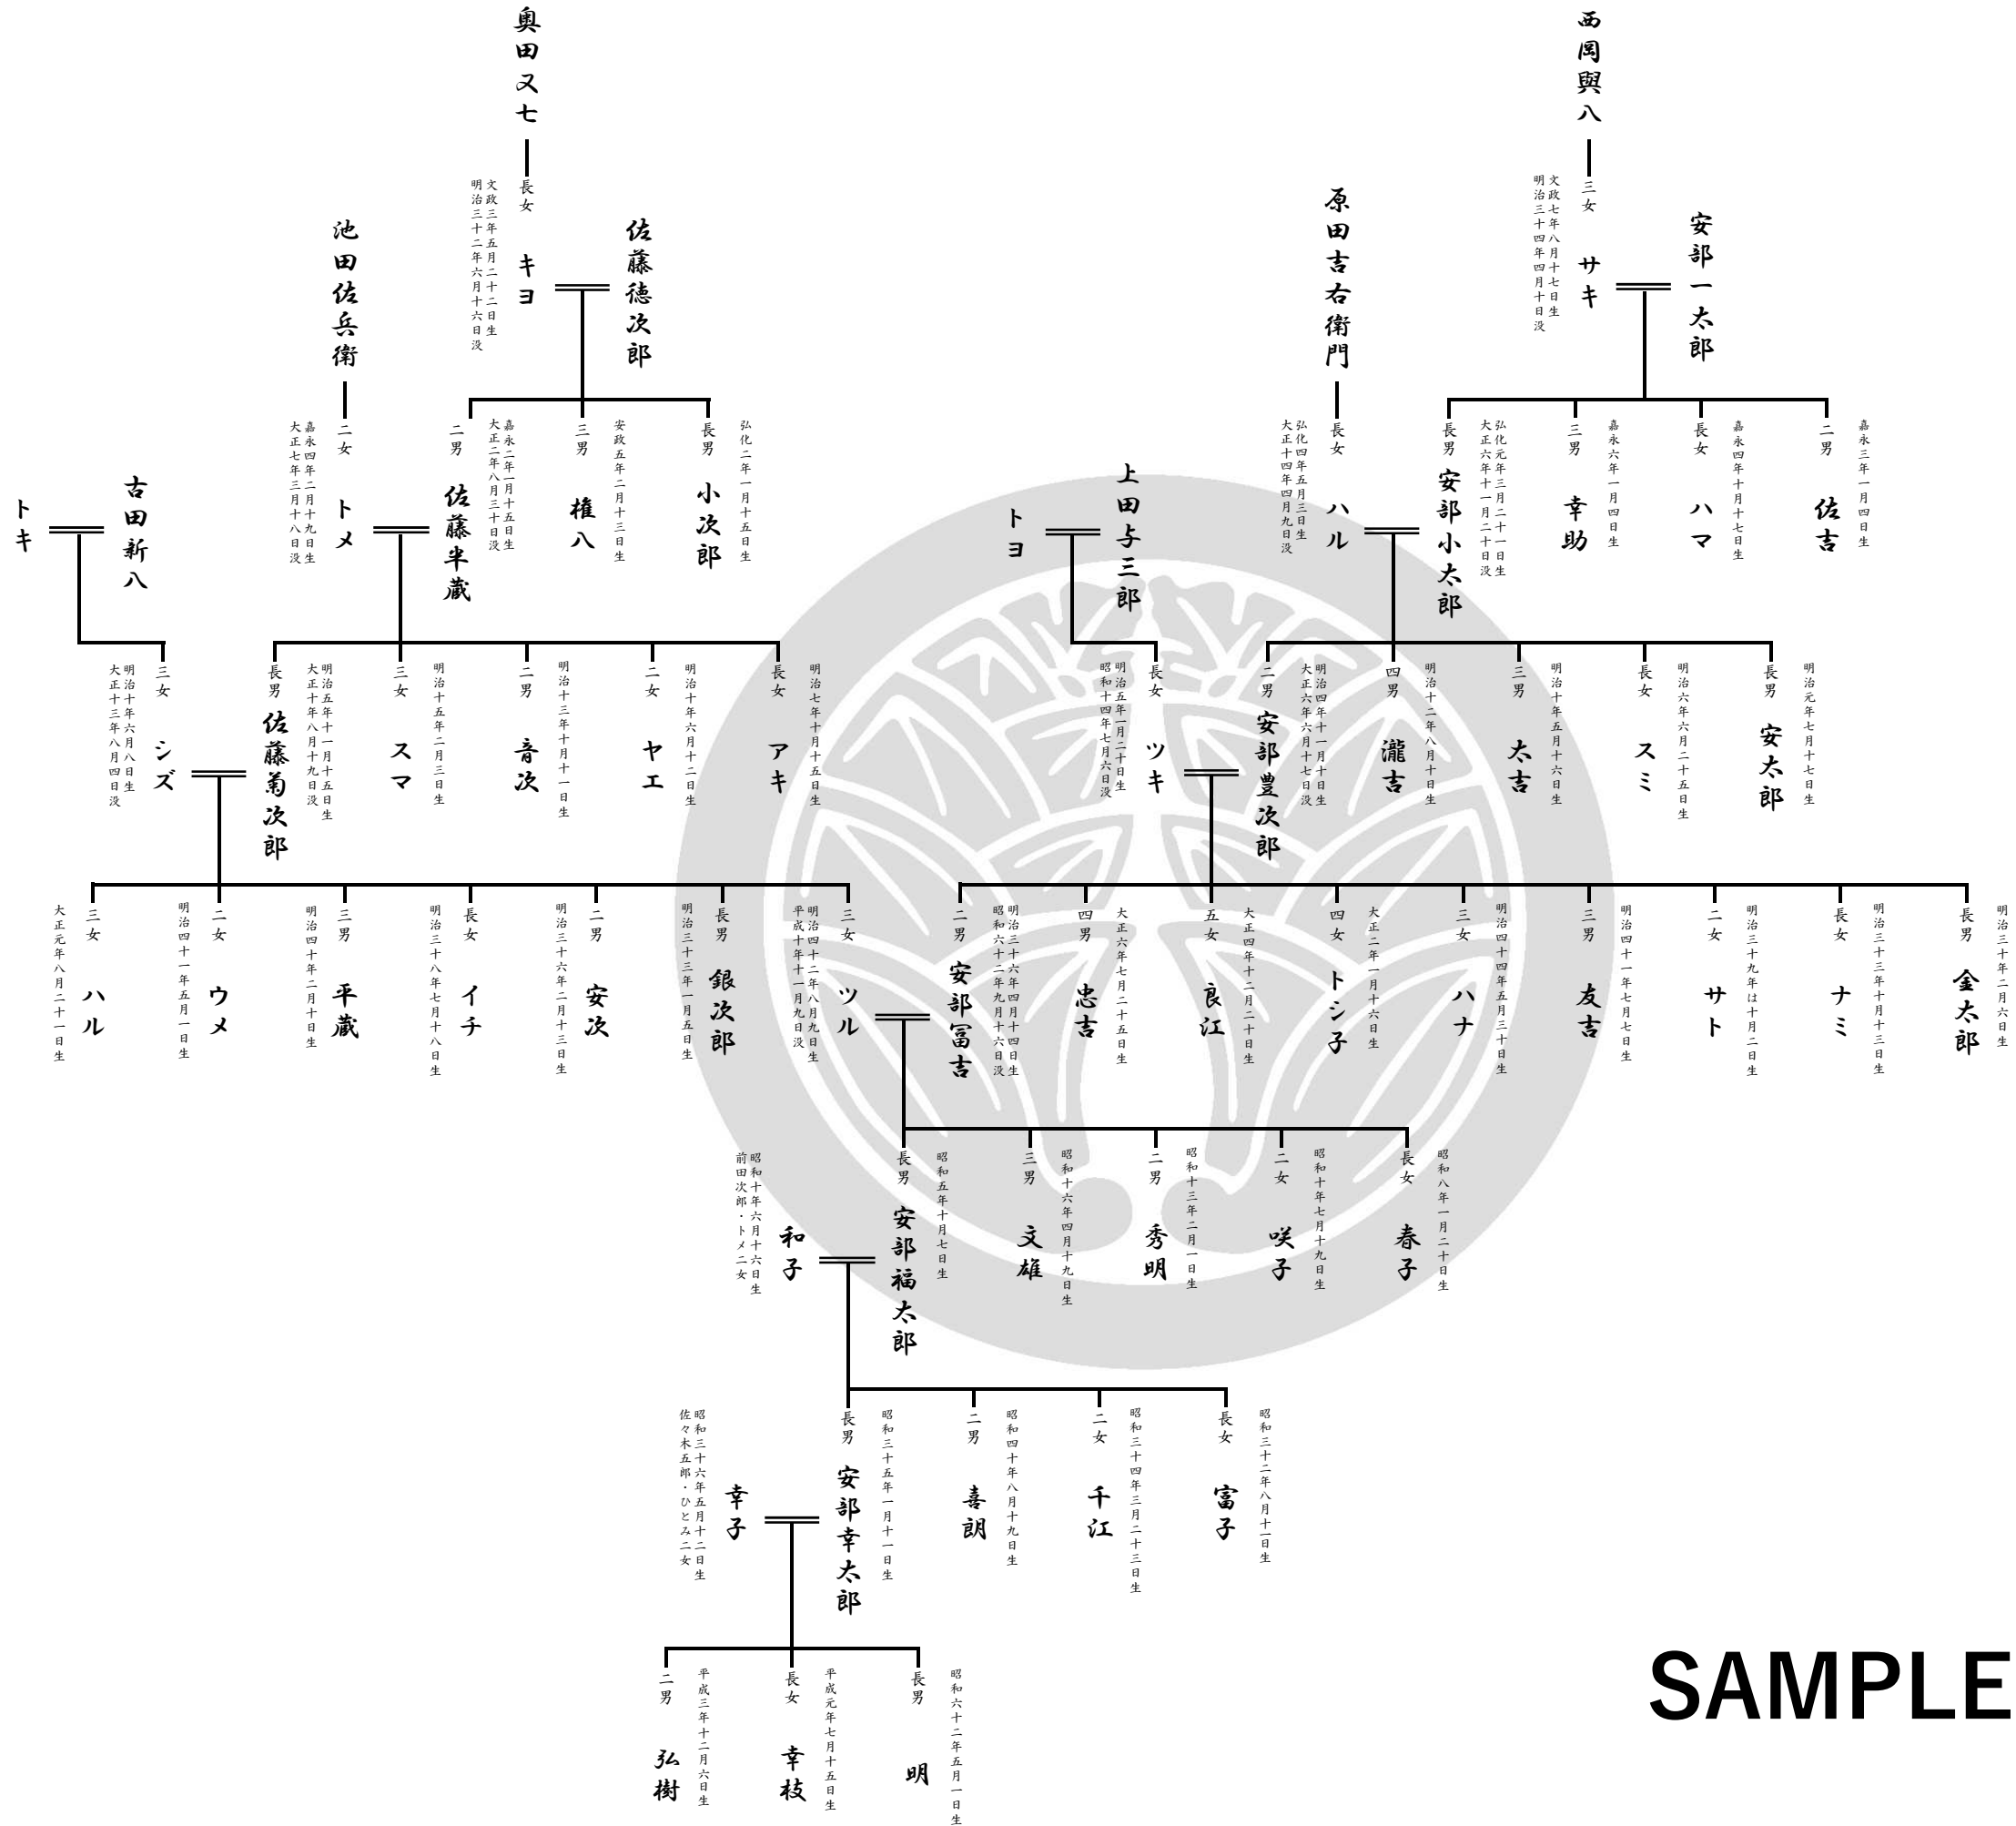 西岡與八
三女
サキ
文政七年八月十七日生
明治三十四年四月十日没
安部一太郎
奥田又七
長女
キヨ
文政三年五月二十二日生
明治三十二年六月十六日没
佐藤徳次郎
原田吉右衛門
池田佐兵衛
嘉永三年一月四日生
二男
佐吉
嘉永四年十月十七日生
長女
ハマ
嘉永六年一月四日生
三男
幸助
弘化元年三月二十一日生
大正六年十一月二十日没
長男
安部小太郎
長女
ハル
弘化四年五月三日生
大正十四年四月九日没
上田与三郎
トヨ
弘化二年一月十五日生
長男
小次郎
安政五年二月十三日生
三男
権八
嘉永二年一月十五日生
大正二年八月三十日没
二男
佐藤半蔵
二女
トメ
嘉永四年二月十九日生
大正七年三月十八日没
古田新八
トキ
明治元年七月十七日生
長男
安太郎
明治六年六月二十五日生
長女
スミ
明治十年五月十六日生
三男
太吉
明治十二年八月十日生
四男
瀧吉
明治四年十一月十日生
大正六年六月十七日没
二男
安部豊次郎
長女
ツキ
明治五年一月二十日生
昭和十四年七月六日没
明治七年十月十五日生
長女
アキ
明治十年六月十二日生
二女
ヤエ
明治十三年十月十一日生
二男
音次
明治十五年二月三日生
三女
スマ
明治五年十一月十五日生
大正十年八月十九日没
長男
佐藤菊次郎
三女
シズ
明治十年六月八日生
大正十三年八月四日没
明治三十年二月六日生
長男
金太郎
明治三十三年十月十三日生
長女
ナミ
明治三十九年は十月二日生
二女
サト
明治四十一年七月七日生
三男
友吉
明治四十四年五月三十日生
三女
ハナ
大正二年一月十六日生
四女
トシ子
大正四年十二月二十日生
五女
良江
大正六年七月二十五日生
四男
忠吉
明治三十六年四月十四日生
昭和六十二年九月十六日没
二男
安部冨吉
三女
ツル
明治四十二年八月九日生
平成十年十一月九日没
明治三十三年一月五日生
長男
銀次郎
明治三十六年二月十三日生
二男
安次
明治三十八年七月十八日生
長女
イチ
明治四十年二月十日生
三男
平蔵
明治四十一年五月一日生
二女
ウメ
大正元年八月二十一日生
三女
ハル
昭和八年一月二十日生
長女
春子
昭和十年七月十九日生
二女
咲子
昭和十三年二月一日生
二男
秀明
昭和十六年四月十九日生
三男
文雄
昭和五年十月七日生
長男
安部福太郎
和子
昭和十年六月十六日生
前田次郎・トメ二女
昭和三十二年八月十一日生
長女
富子
昭和三十四年三月二十三日生
二女
千江
昭和四十年八月十九日生
二男
喜朗
昭和三十五年一月十一日生
長男
安部幸太郎
幸子
昭和三十六年五月十二日生
佐々木五郎・ひとみ二女
昭和六十二年五月一日生
長男
明
平成元年七月十五日生
長女
幸枝
平成三年十二月六日生
二男
弘樹
SAMPLE